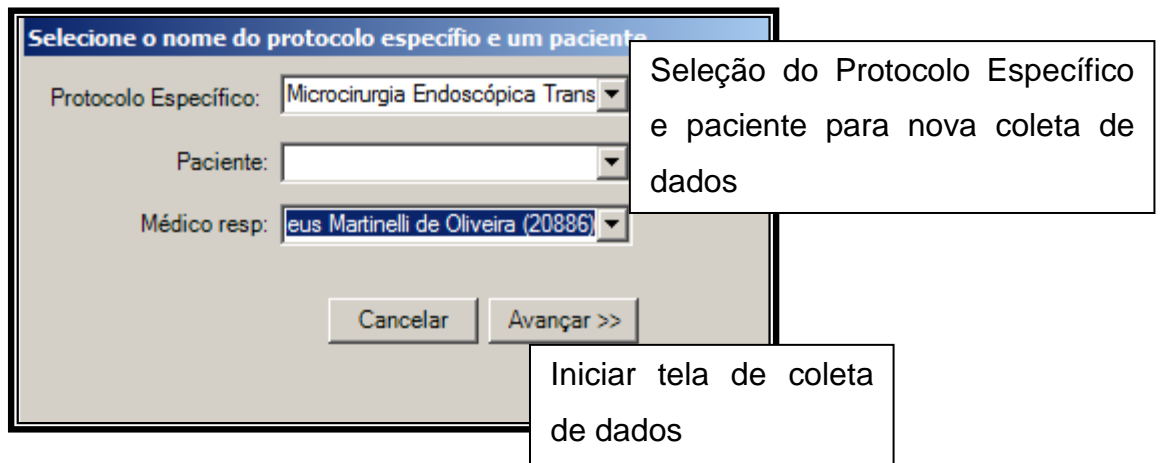 Selecione o nome do protocolo específio e um paciente
Seleção do Protocolo Específico
e paciente para nova coleta de
dados
Protocolo Específico: Microcirurgia Endoscópica Trans
Paciente:
Médico resp: eus Martinelli de Oliveira (20886)
Cancelar Avançar >>
Iniciar tela de coleta
de dados